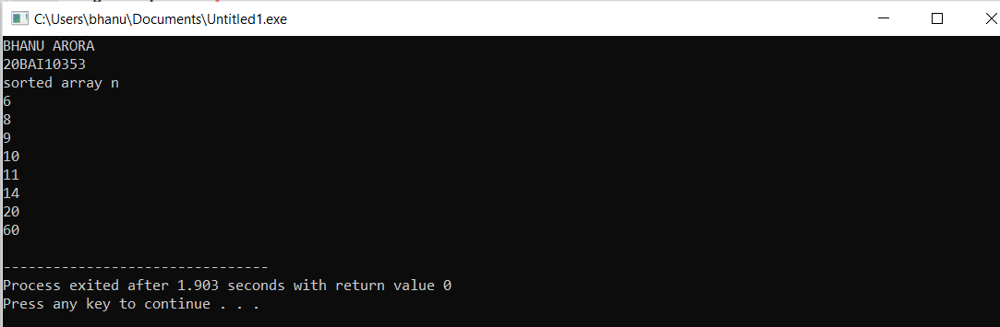 C:\Users\bhanu\Documents\Untitled1.exe
BHANU ARORA
20BAI10353
sorted array n
6
8
9
10
11
14
20
60
--------------------------------
Process exited after 1.903 seconds with return value 0
Press any key to continue . . .